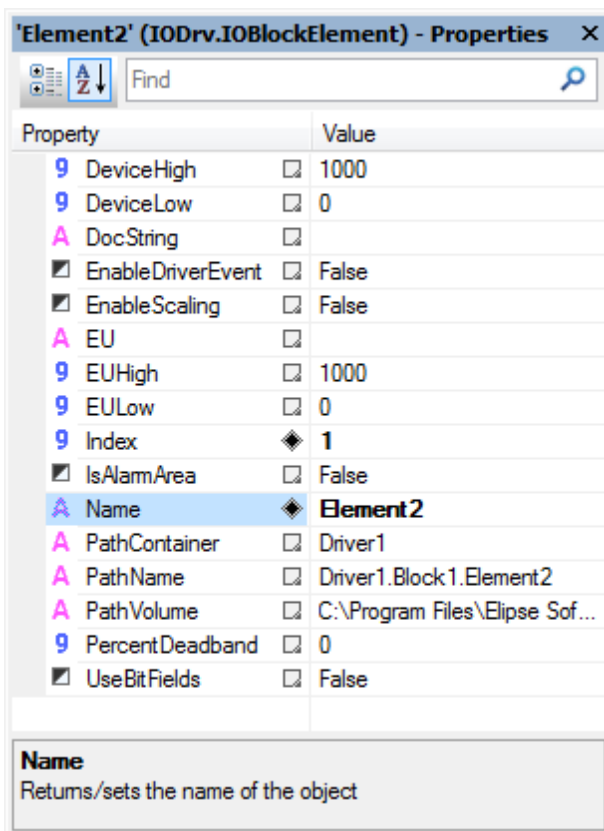 'Element2' (IODrv.IOBlockElement) - Properties
Find
Property Value
DeviceHigh 1000
DeviceLow 0
DocString
EnableDriverEvent False
EnableScaling False
EU
EUHigh 1000
EULow 0
Index 1
IsAlarmArea False
Name Element2
PathContainer Driver1
PathName Driver1.Block1.Element2
PathVolume C:\Program Files\Elipse Sof...
PercentDeadband 0
UseBitFields False
Name
Returns/sets the name of the object